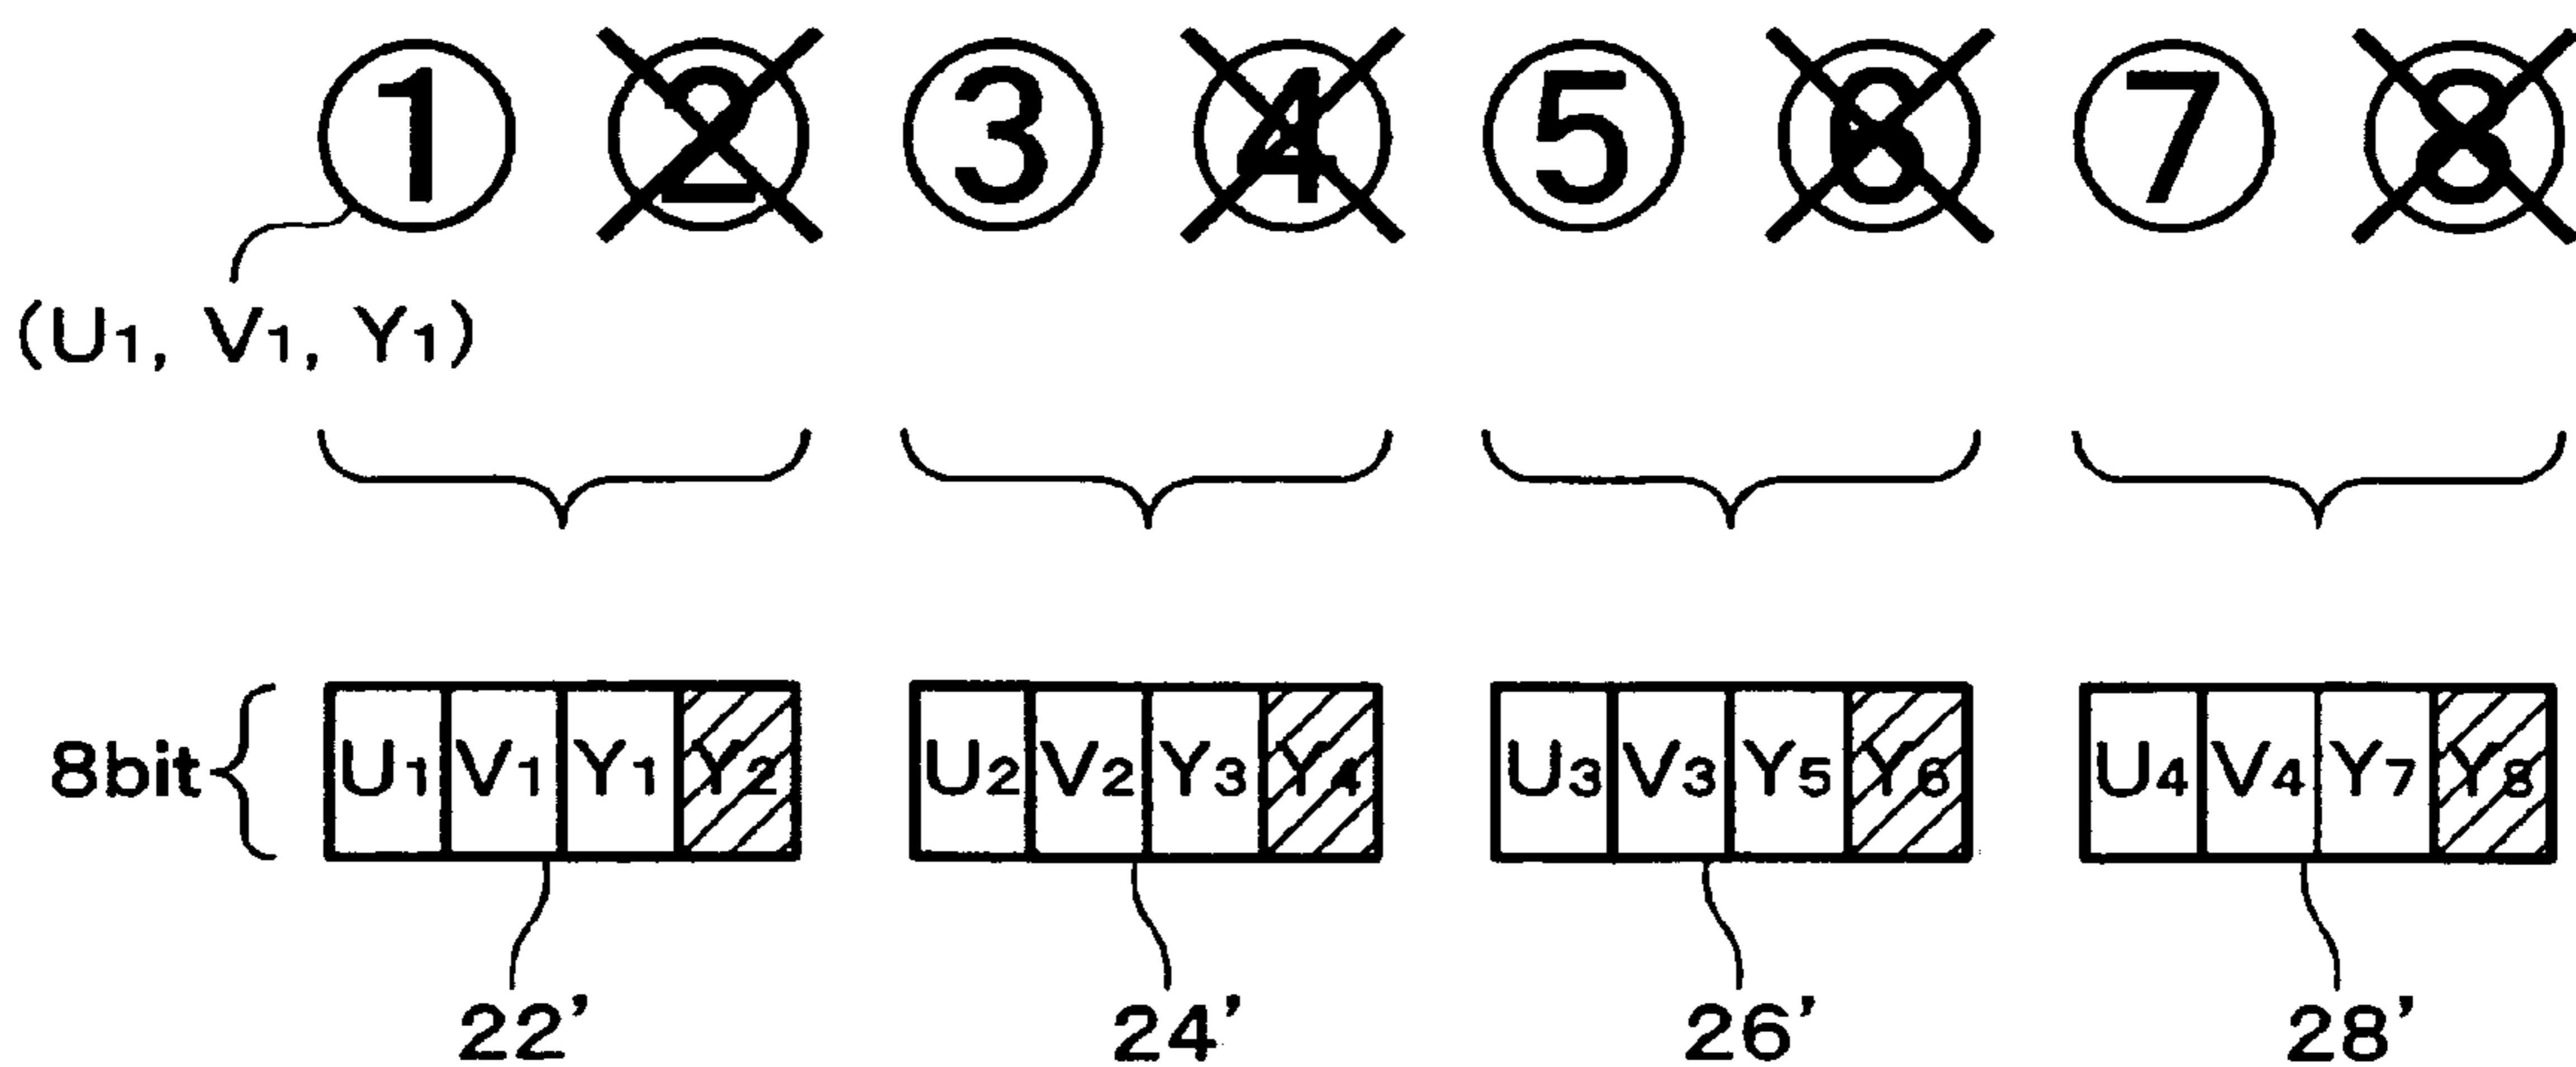 ① ② ③ ④ ⑤ ⑥ ⑦ ⑧
(U1, V1, Y1)
8bit U1 V1 Y1 Y2 U2 V2 Y3 Y4 U3 V3 Y5 Y6 U4 V4 Y7 Y8
22’ 24’ 26’ 28’